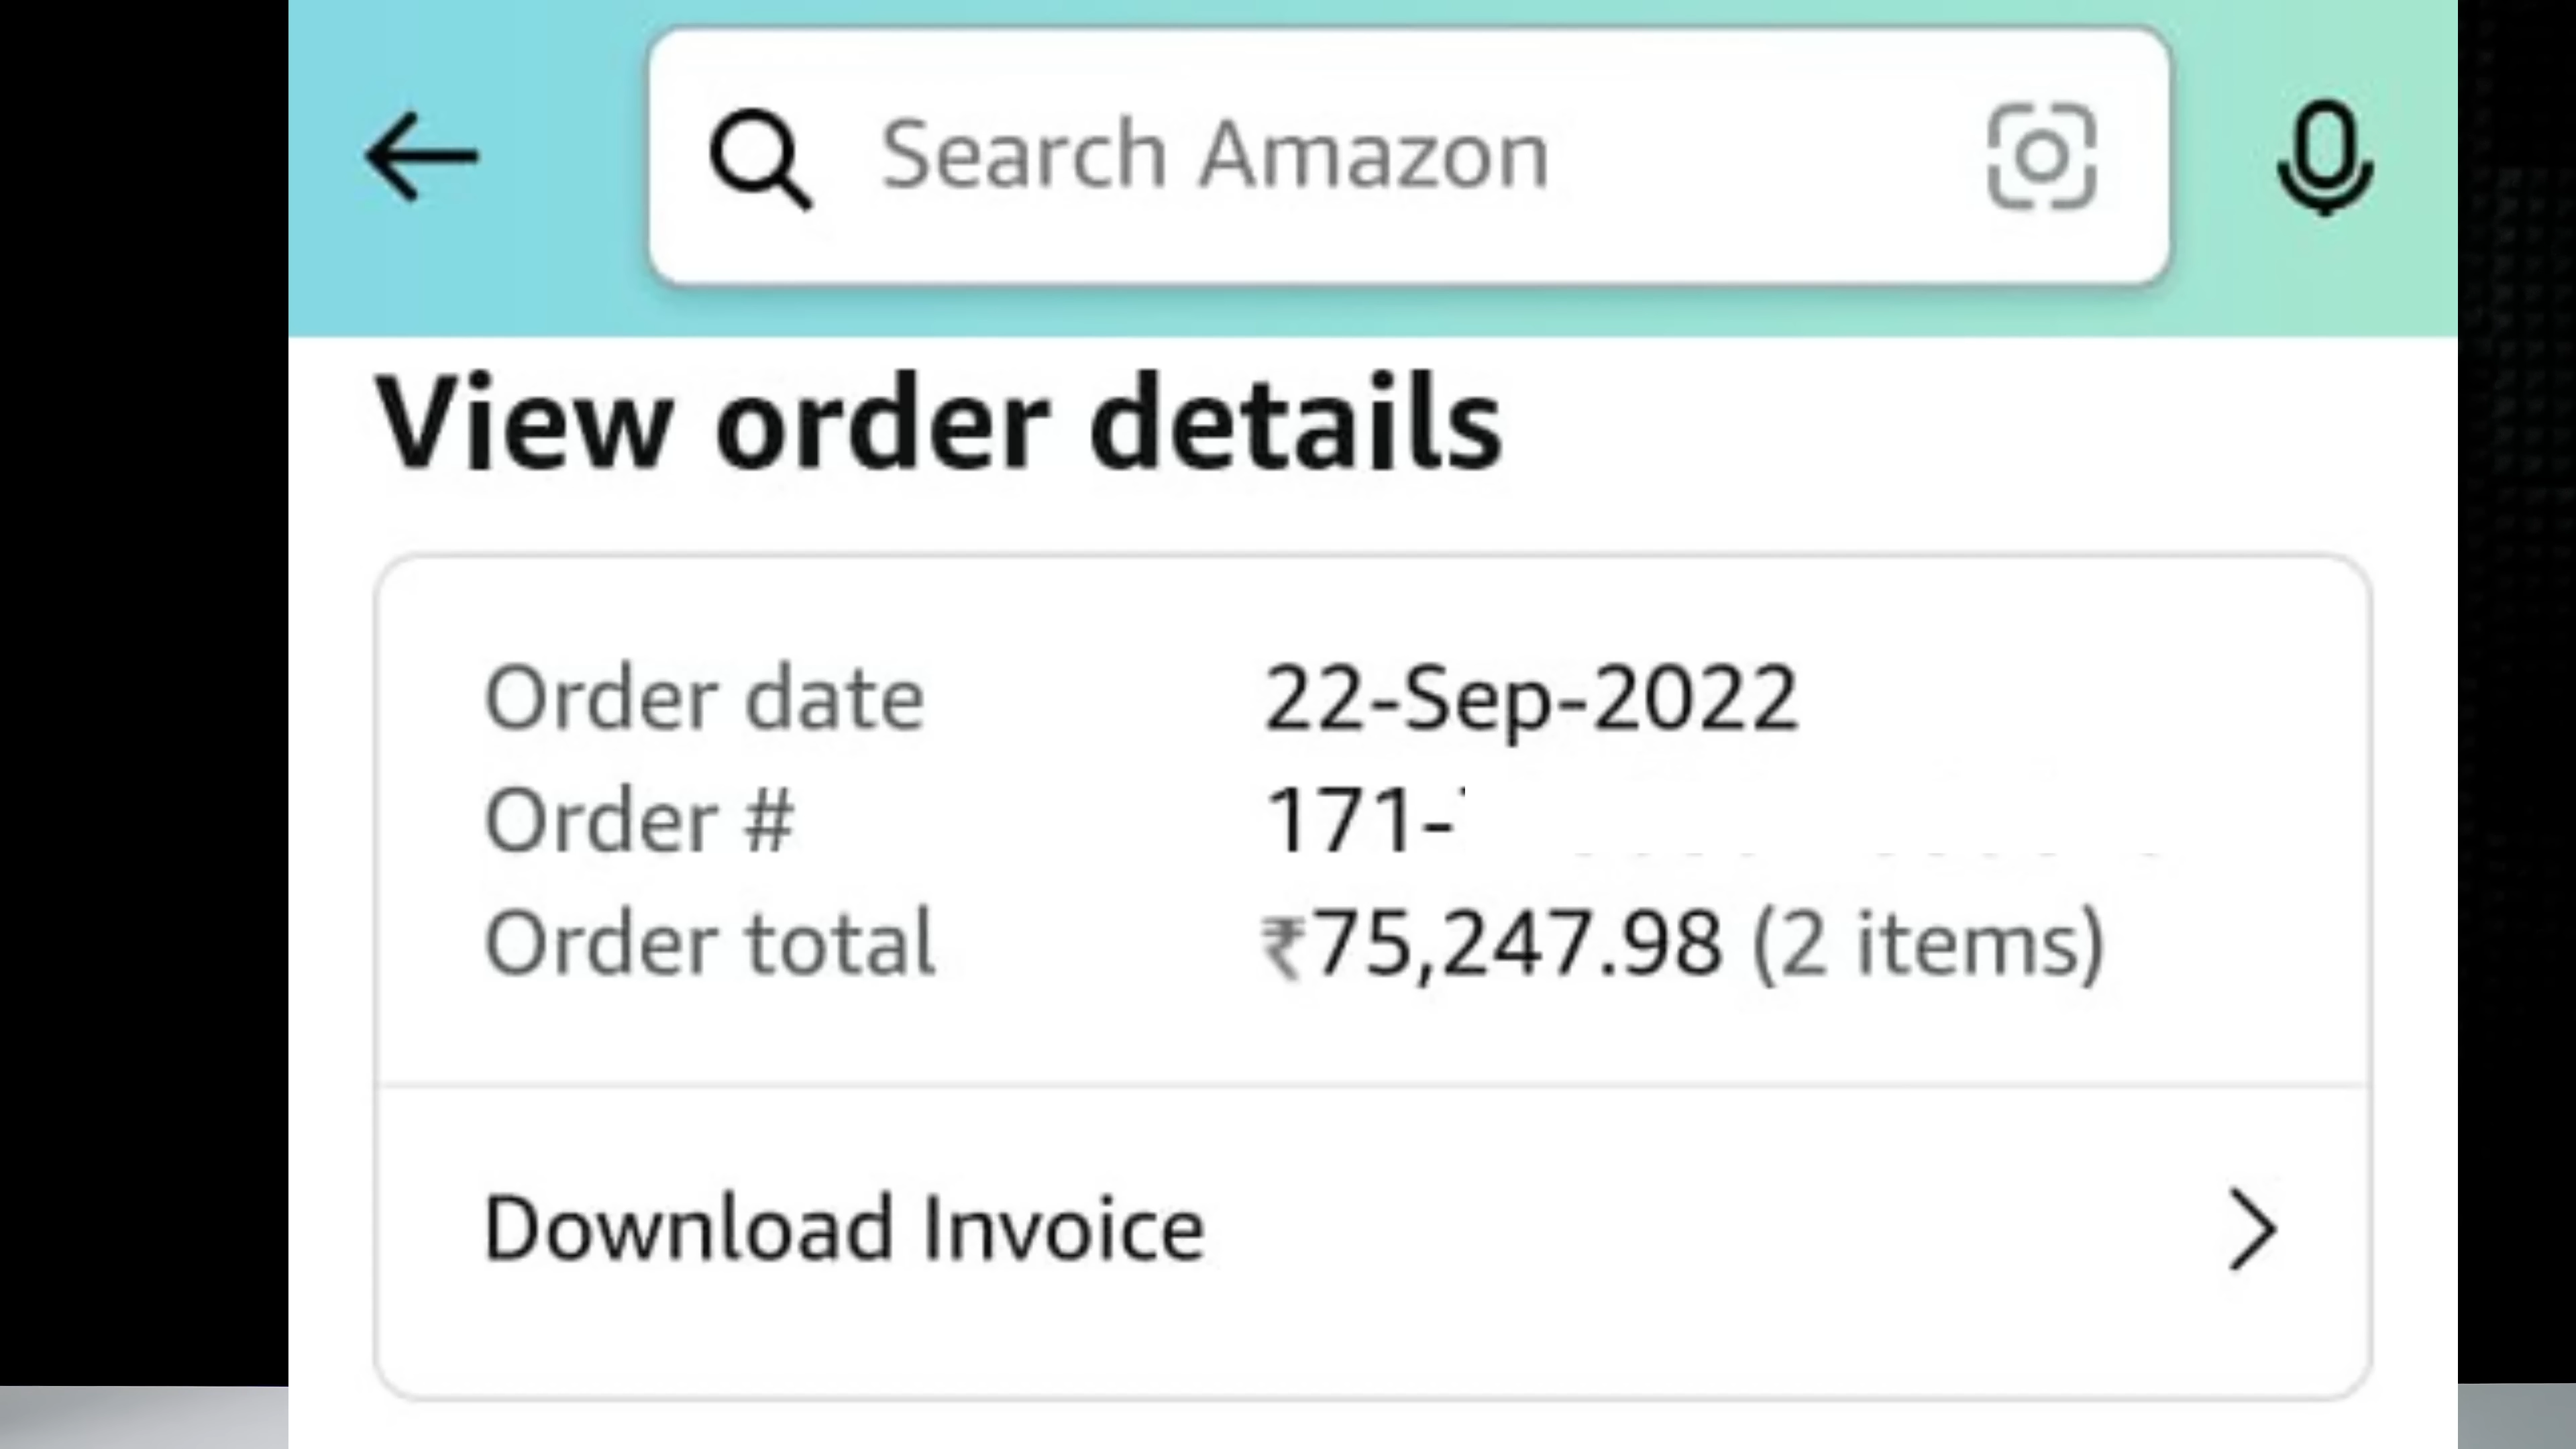 Search Amazon
View order details
Order date 22-Sep-2022
Order # 171-
Order total ₹75,247.98 (2 items)
Download Invoice